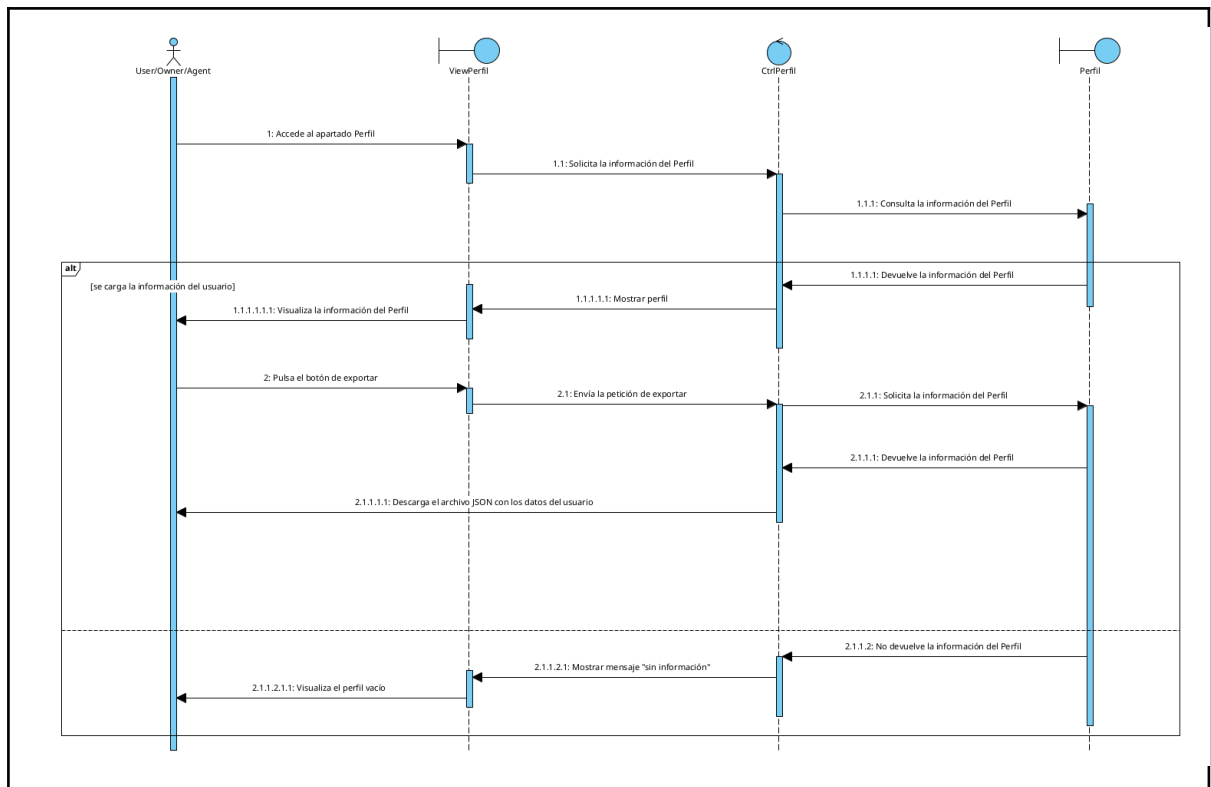 User/Owner/Agent
ViewPerfil
CtrlPerfil
Perfil
1: Accede al apartado Perfil
1.1: Solicita la información del Perfil
1.1.1: Consulta la información del Perfil
alt
[se carga la información del usuario]
1.1.1.1: Devuelve la información del Perfil
1.1.1.1.1: Mostrar perfil
1.1.1.1.1.1: Visualiza la información del Perfil
2: Pulsa el botón de exportar
2.1: Envía la petición de exportar
2.1.1: Solicita la información del Perfil
2.1.1.1: Devuelve la información del Perfil
2.1.1.1.1: Descarga el archivo JSON con los datos del usuario
2.1.1.2: No devuelve la información del Perfil
2.1.1.2.1: Mostrar mensaje "sin información"
2.1.1.2.1.1: Visualiza el perfil vacío